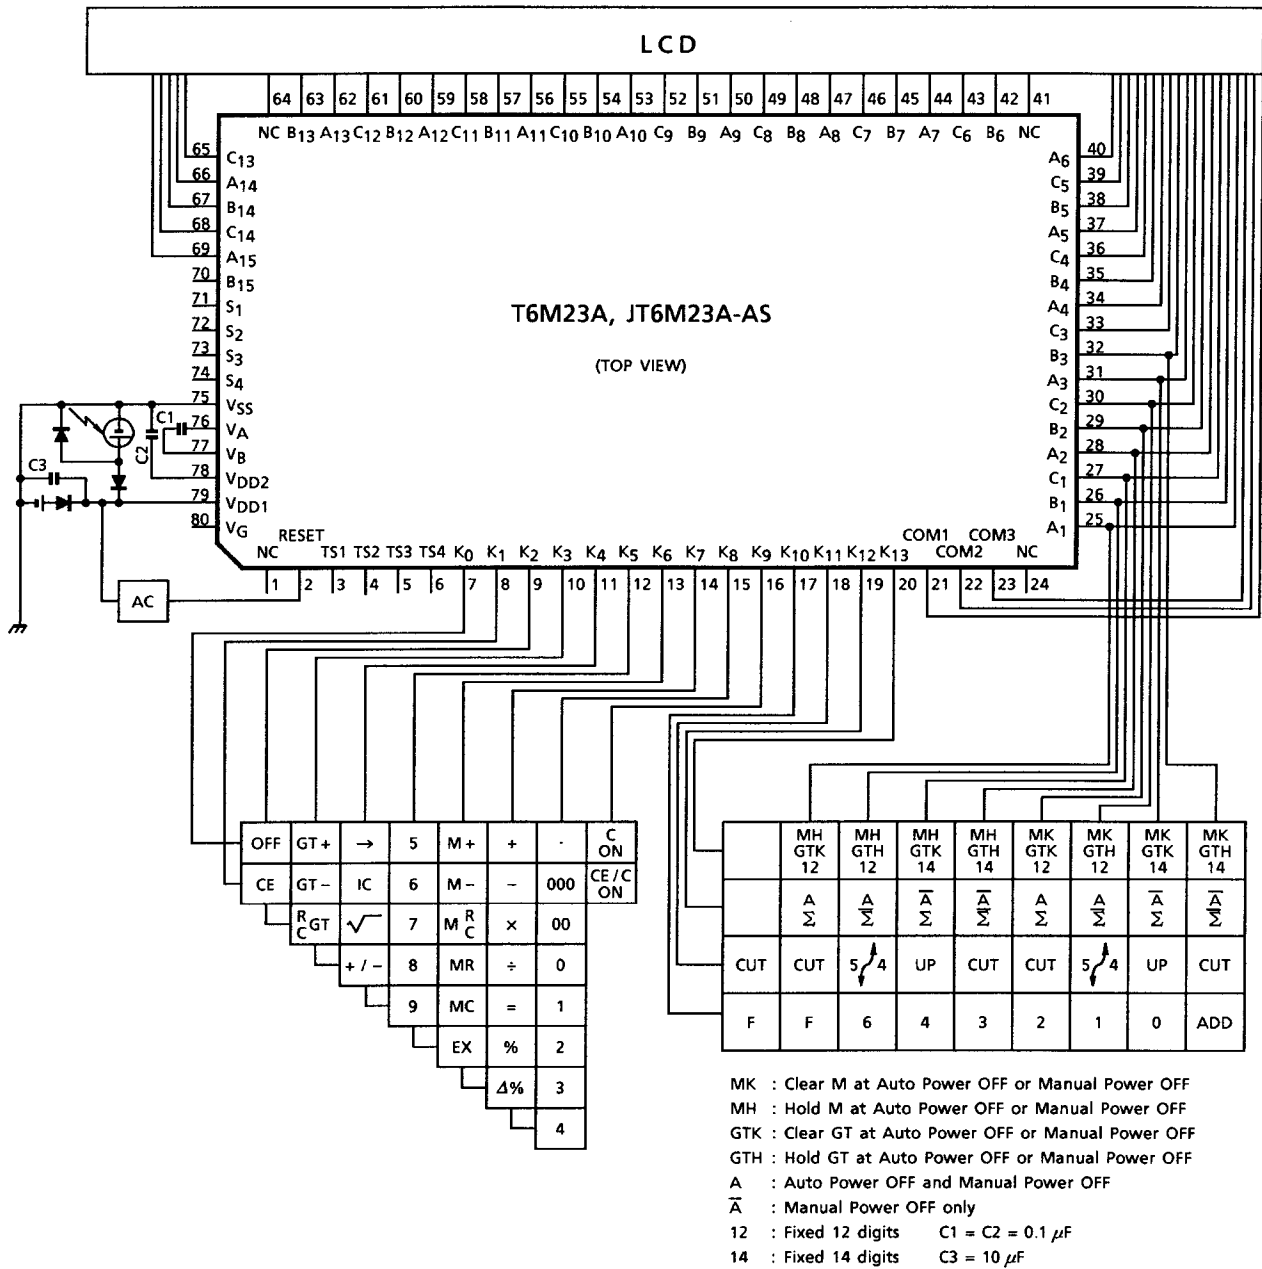 LCD
64 63 62 61 60 59 58 57 56 55 54 53 52 51 50 49 48 47 46 45 44 43 42 41
NC B13 A13 C12 B12 A12 C11 B11 A11 C10 B10 A10 C9 B9 A9 C8 B8 A8 C7 B7 A7 C6 B6 NC
65 C13
66 A14
67 B14
68 C14
69 A15
70 B15
71 S1
72 S2
73 S3
74 S4
75 VSS
76 VA
77 VB
78 VDD2
79 VDD1
80 VG
A6 40
C5 39
B5 38
A5 37
C4 36
B4 35
A4 34
C3 33
B3 32
A3 31
C2 30
B2 29
A2 28
C1 27
B1 26
A1 25
T6M23A, JT6M23A-AS
(TOP VIEW)
C1
C2
C3
AC
NC RESET TS1 TS2 TS3 TS4 K0 K1 K2 K3 K4 K5 K6 K7 K8 K9 K10 K11 K12 K13 COM1 COM2 COM3 NC
1 2 3 4 5 6 7 8 9 10 11 12 13 14 15 16 17 18 19 20 21 22 23 24
OFF GT+ → 5 M+ + · C ON
CE GT− IC 6 M− − 000 CE/C ON
R C GT √ 7 M R C × 00
+/− 8 MR ÷ 0
9 MC = 1
EX % 2
Δ% 3
4
MH MH MH MH MK MK MK MK
GTK GTH GTK GTH GTK GTH GTK GTH
12 12 14 14 12 12 14 14
A A A̅ A̅ A A A̅ A̅
Σ Σ̅ Σ Σ̅ Σ Σ̅ Σ Σ̅
CUT CUT 5/4 UP CUT CUT 5/4 UP CUT
F F 6 4 3 2 1 0 ADD
MK : Clear M at Auto Power OFF or Manual Power OFF
MH : Hold M at Auto Power OFF or Manual Power OFF
GTK : Clear GT at Auto Power OFF or Manual Power OFF
GTH : Hold GT at Auto Power OFF or Manual Power OFF
A : Auto Power OFF and Manual Power OFF
A̅ : Manual Power OFF only
12 : Fixed 12 digits C1 = C2 = 0.1 μF
14 : Fixed 14 digits C3 = 10 μF